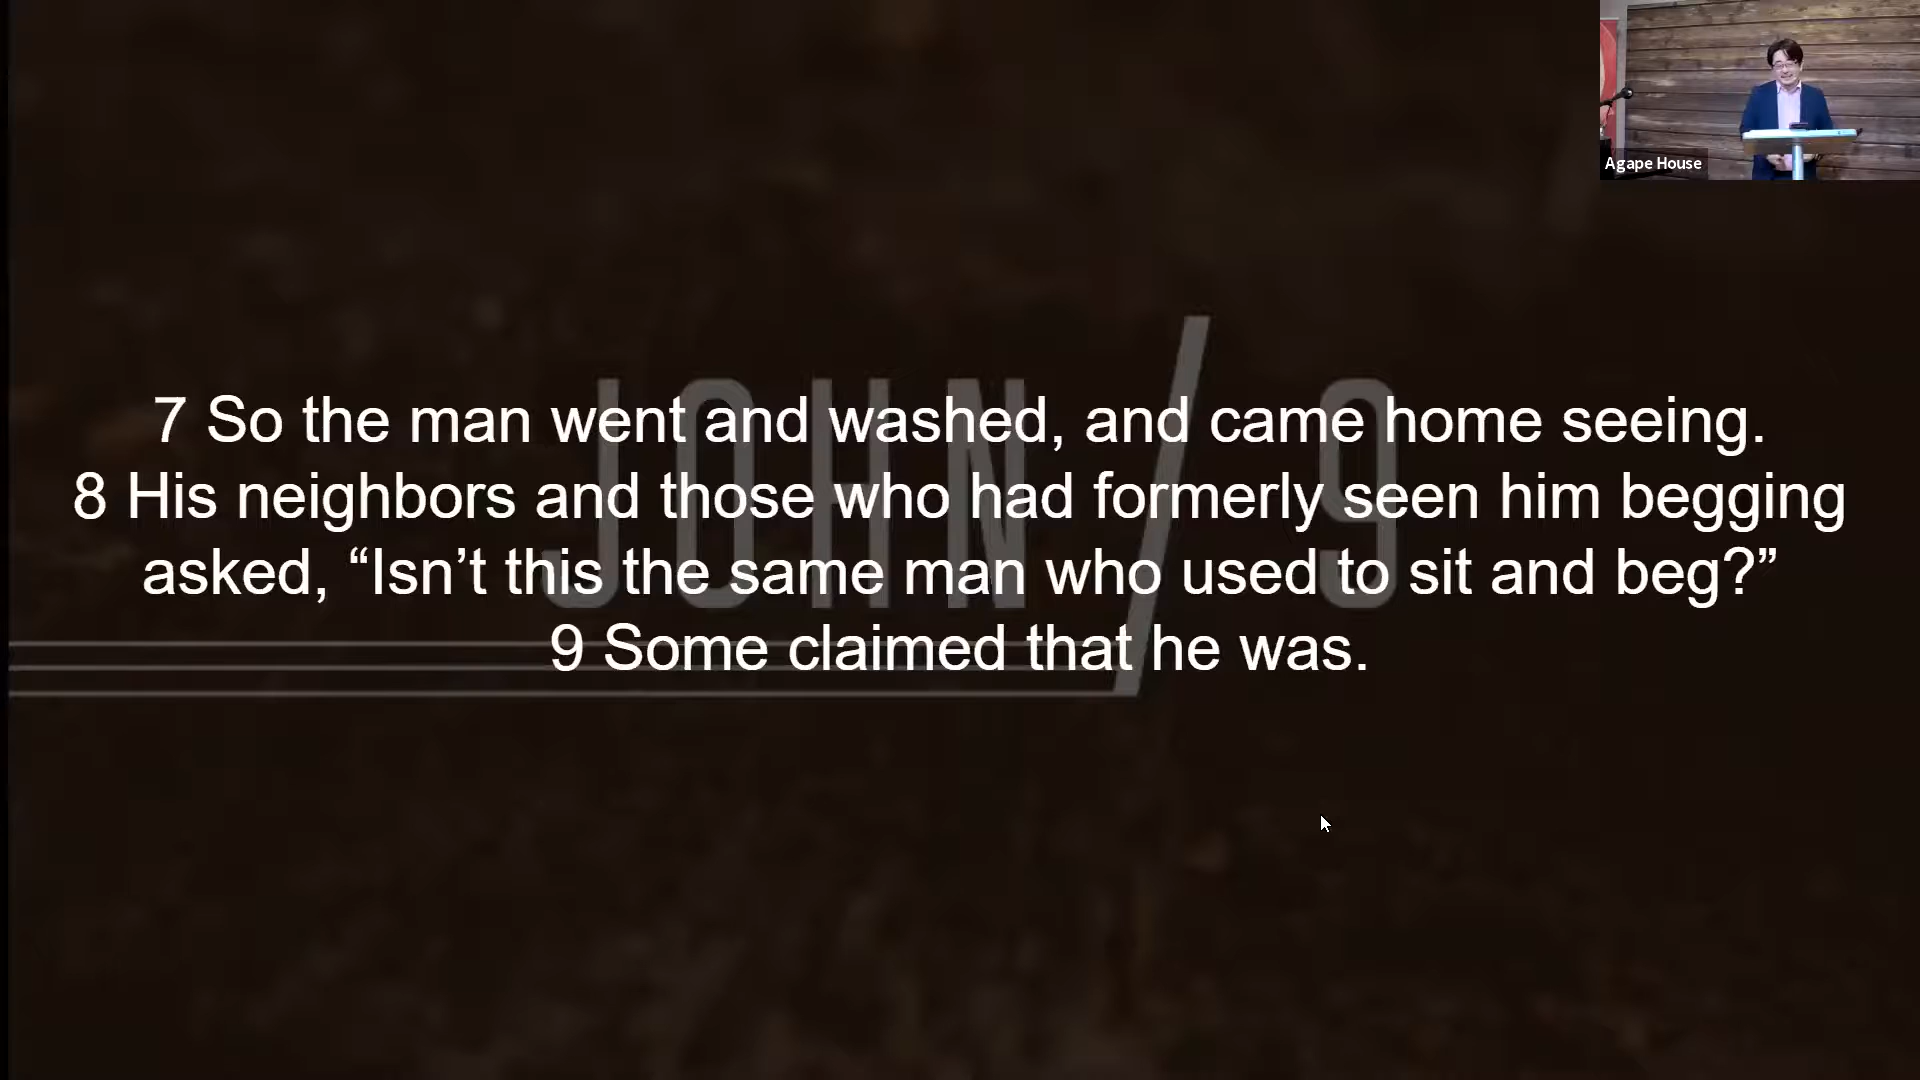 Agape House
JOHN / 9
7 So the man went and washed, and came home seeing.
8 His neighbors and those who had formerly seen him begging
asked, “Isn’t this the same man who used to sit and beg?”
9 Some claimed that he was.